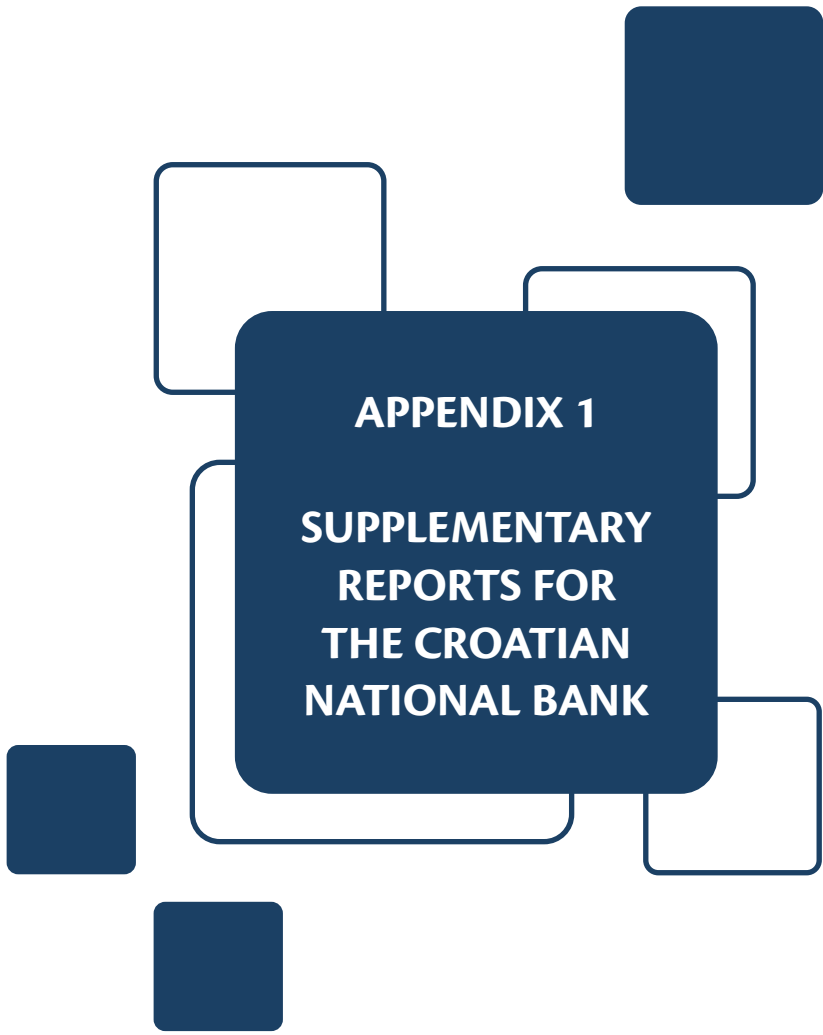 APPENDIX 1
SUPPLEMENTARY
REPORTS FOR
THE CROATIAN
NATIONAL BANK